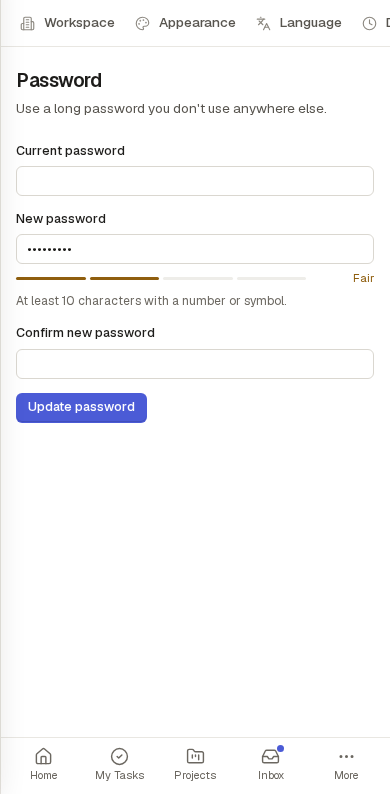 Workspace Appearance Language
Password
Use a long password you don't use anywhere else.
Current password
New password
•••••••••
Fair
At least 10 characters with a number or symbol.
Confirm new password
Update password
Home My Tasks Projects Inbox More